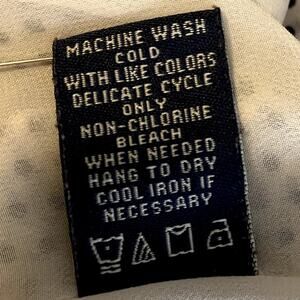 MACHINE WASH
COLD
WITH LIKE COLORS
DELICATE CYCLE
ONLY
NON-CHLORINE
BLEACH
WHEN NEEDED
HANG TO DRY
COOL IRON IF
NECESSARY